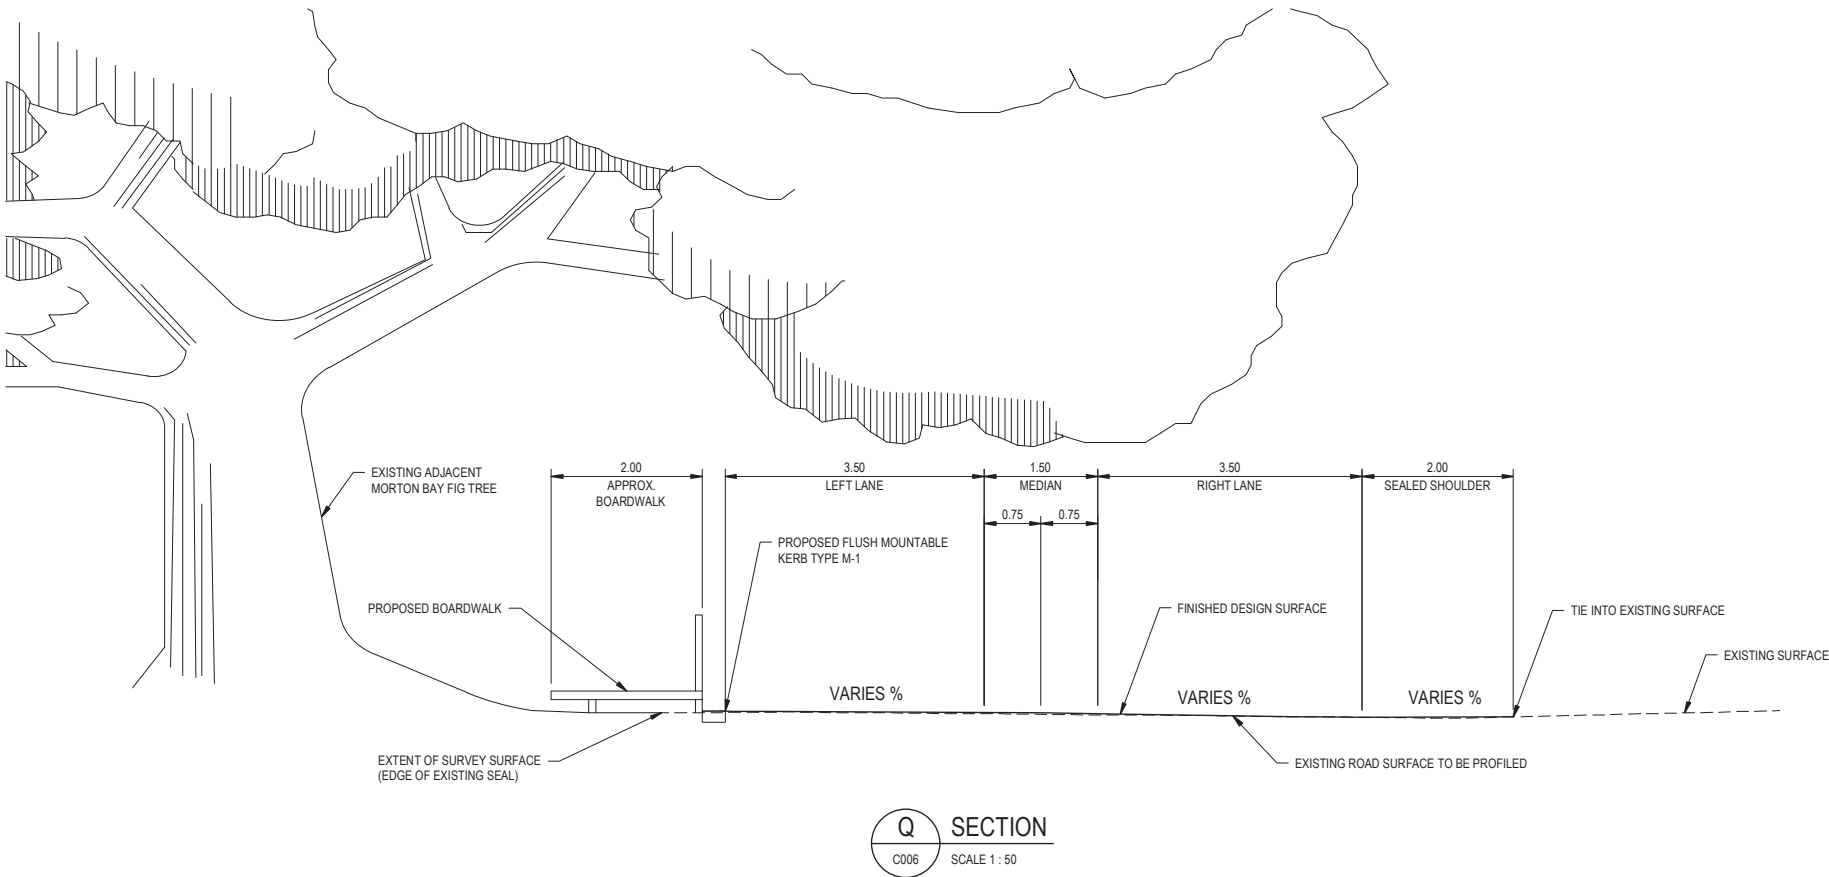 2.00
APPROX.
BOARDWALK
3.50
LEFT LANE
1.50
MEDIAN
3.50
RIGHT LANE
2.00
SEALED SHOULDER
0.75
0.75
EXISTING ADJACENT
MORTON BAY FIG TREE
PROPOSED FLUSH MOUNTABLE
KERB TYPE M-1
PROPOSED BOARDWALK
FINISHED DESIGN SURFACE
TIE INTO EXISTING SURFACE
EXISTING SURFACE
VARIES %
VARIES %
VARIES %
EXTENT OF SURVEY SURFACE
(EDGE OF EXISTING SEAL)
EXISTING ROAD SURFACE TO BE PROFILED
Q SECTION
C006 SCALE 1 : 50